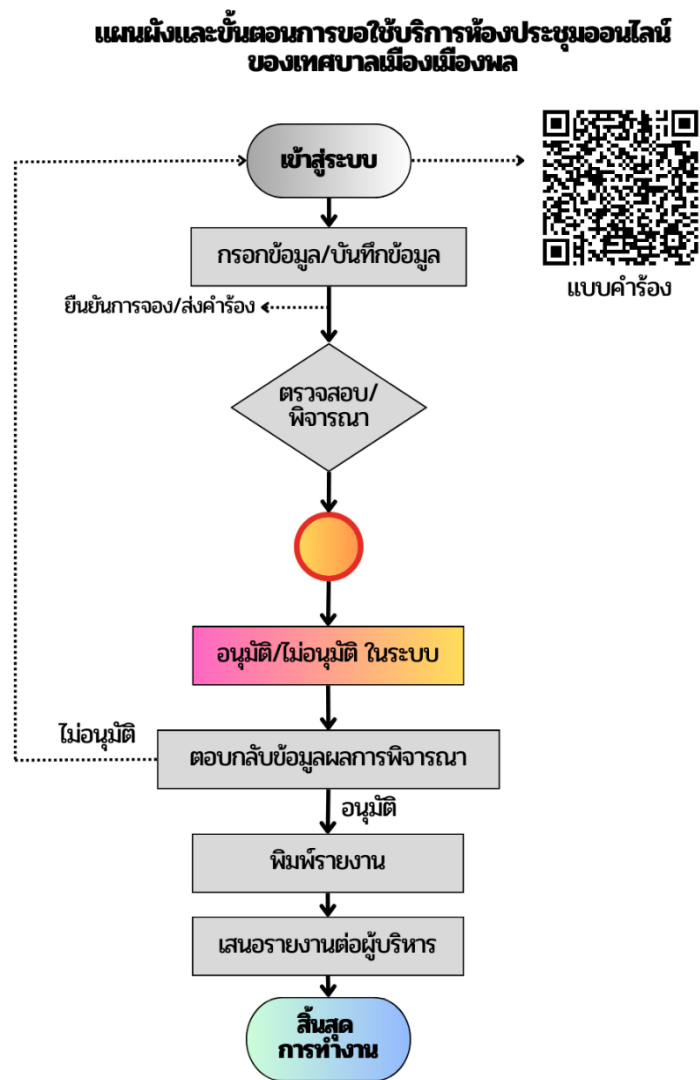 แผนผังและขั้นตอนการขอใช้บริการห้องประชุมออนไลน์
ของเทศบาลเมืองเมืองพล
เข้าสู่ระบบ
แบบคำร้อง
กรอกข้อมูล/บันทึกข้อมูล
ยืนยันการจอง/ส่งคำร้อง
ตรวจสอบ/
พิจารณา
อนุมัติ/ไม่อนุมัติ ในระบบ
ไม่อนุมัติ
ตอบกลับข้อมูลผลการพิจารณา
อนุมัติ
พิมพ์รายงาน
เสนอรายงานต่อผู้บริหาร
สิ้นสุด
การทำงาน